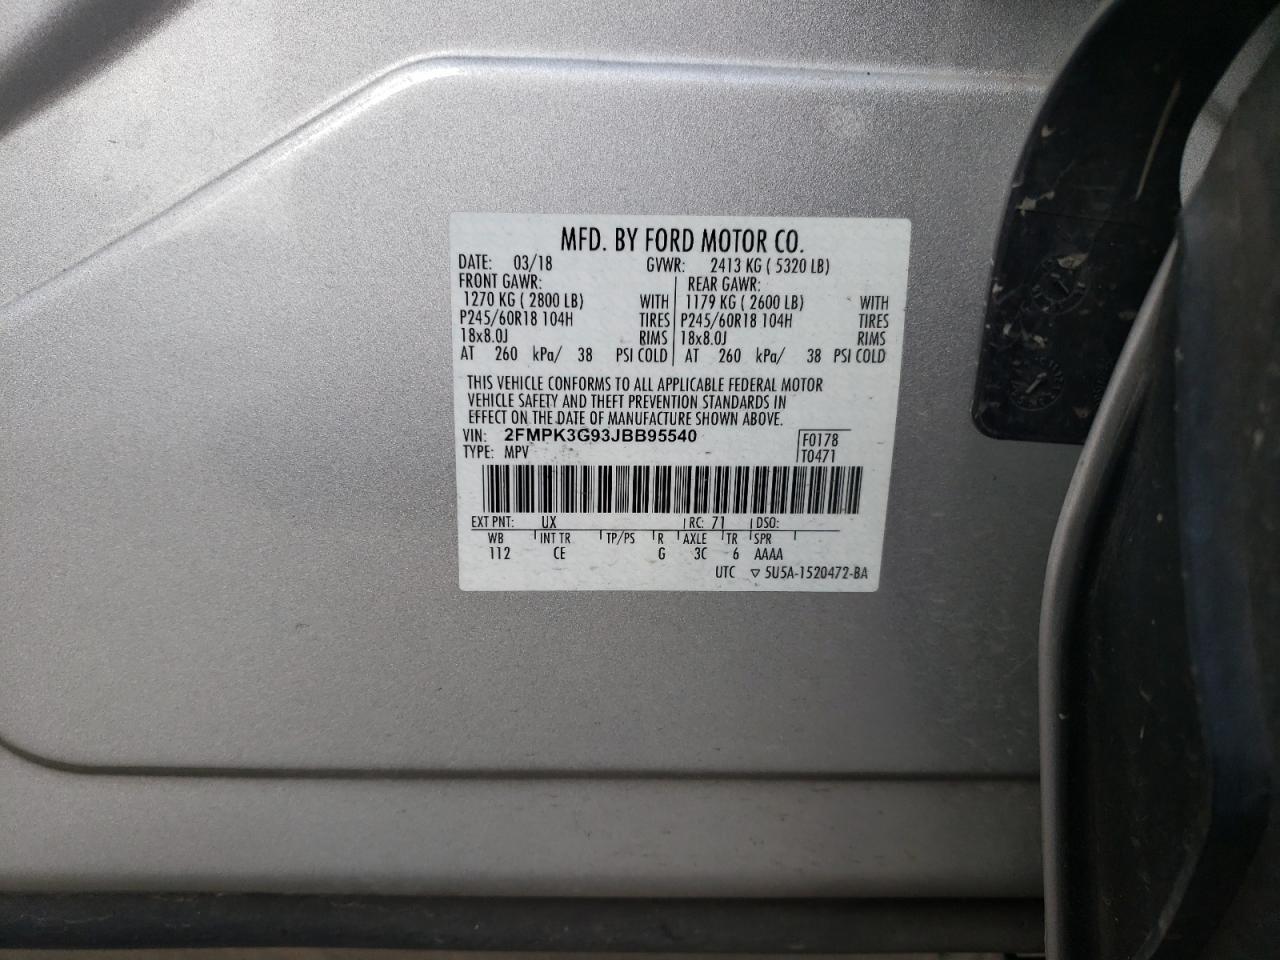 MFD. BY FORD MOTOR CO.
DATE: 03/18 GVWR: 2413 KG ( 5320 LB)
FRONT GAWR: REAR GAWR:
1270 KG ( 2800 LB) WITH 1179 KG ( 2600 LB) WITH
P245/60R18 104H TIRES P245/60R18 104H TIRES
18x8.0J RIMS 18x8.0J RIMS
AT 260 kPa/ 38 PSI COLD AT 260 kPa/ 38 PSI COLD
THIS VEHICLE CONFORMS TO ALL APPLICABLE FEDERAL MOTOR
VEHICLE SAFETY AND THEFT PREVENTION STANDARDS IN
EFFECT ON THE DATE OF MANUFACTURE SHOWN ABOVE.
VIN: 2FMPK3G93JBB95540 F0178
TYPE: MPV T0471
EXT PNT: UX RC: 71 DSO:
WB INT TR TP/PS R AXLE TR SPR
112 CE G 3C 6 AAAA
UTC ▽ 5U5A-1520472-BA